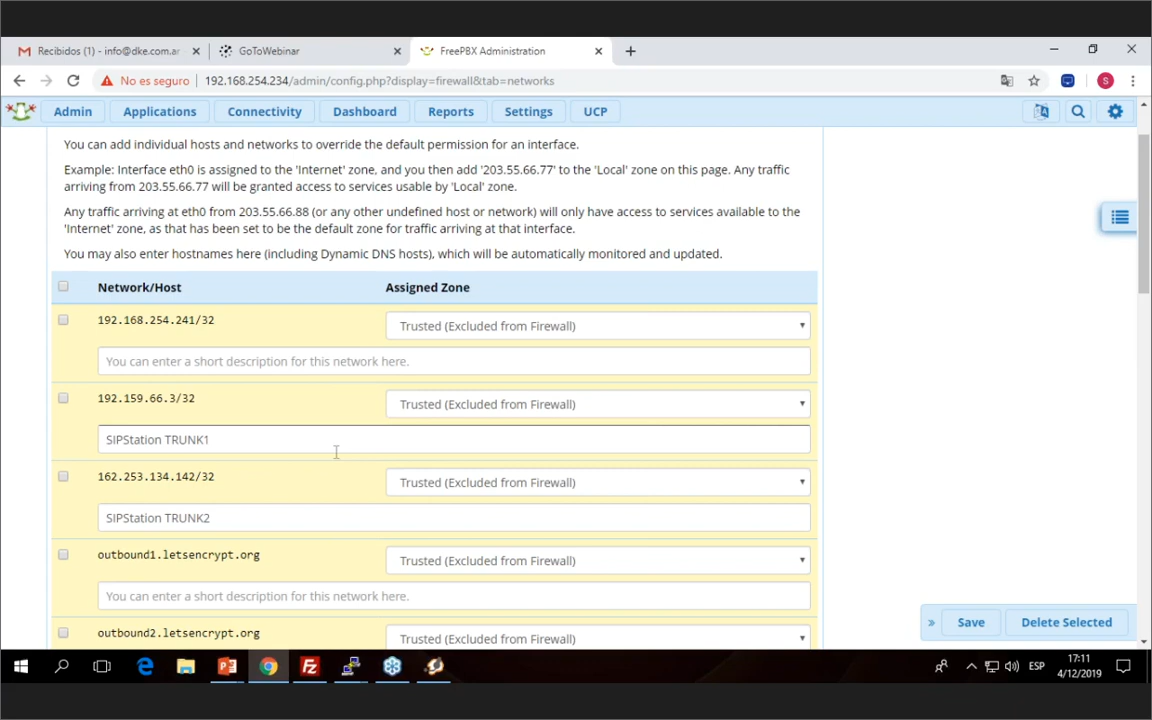 Recibidos (1) - info@dke.com.ar
GoToWebinar
FreePBX Administration
No es seguro
192.168.254.234/admin/config.php?display=firewall&tab=networks
S
Admin
Applications
Connectivity
Dashboard
Reports
Settings
UCP
You can add individual hosts and networks to override the default permission for an interface.
Example: Interface eth0 is assigned to the 'Internet' zone, and you then add '203.55.66.77' to the 'Local' zone on this page. Any traffic
arriving from 203.55.66.77 will be granted access to services usable by 'Local' zone.
Any traffic arriving at eth0 from 203.55.66.88 (or any other undefined host or network) will only have access to services available to the
'Internet' zone, as that has been set to be the default zone for traffic arriving at that interface.
You may also enter hostnames here (including Dynamic DNS hosts), which will be automatically monitored and updated.
Network/Host
Assigned Zone
192.168.254.241/32
Trusted (Excluded from Firewall)
You can enter a short description for this network here.
192.159.66.3/32
Trusted (Excluded from Firewall)
SIPStation TRUNK1
162.253.134.142/32
Trusted (Excluded from Firewall)
SIPStation TRUNK2
outbound1.letsencrypt.org
Trusted (Excluded from Firewall)
You can enter a short description for this network here.
outbound2.letsencrypt.org
Trusted (Excluded from Firewall)
»
Save
Delete Selected
ESP
17:11
4/12/2019